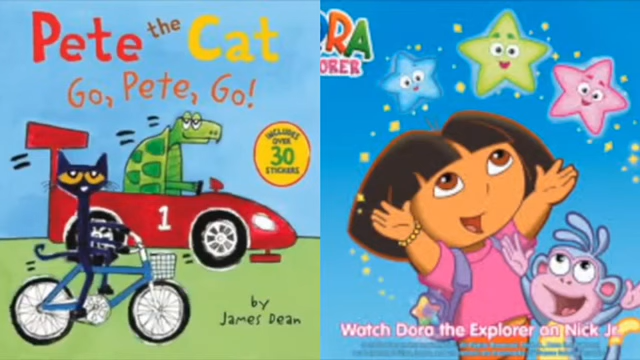 Pete the Cat
Go, Pete, Go!
INCLUDES
OVER
30
STICKERS
1
by
James Dean
RA
ORER
Watch Dora the Explorer on Nick Jr.